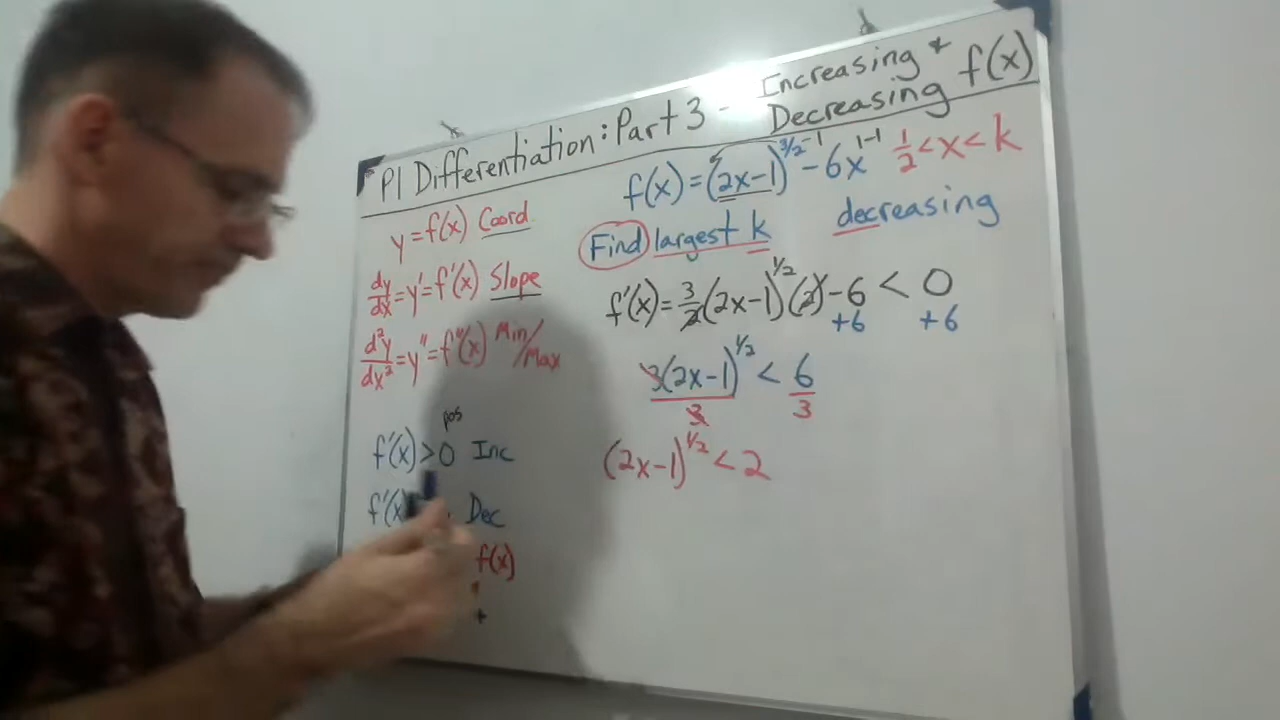 P1 Differentiation: Part 3 - Increasing +
Decreasing f(x)
y = f(x) Coord
dy/dx = y' = f'(x) Slope
d²y/dx² = y'' = f''(x) Min/Max
pos
f'(x) > 0 Inc
f'(x) Dec
f(x)
+
f(x) = (2x-1)^3/2-1 - 6x^1-1 1/2 < x < k
Find largest k decreasing
f'(x) = 3/2(2x-1)^1/2 (2) - 6 < 0
+6 +6
3(2x-1)^1/2 < 6
3 3
(2x-1)^1/2 < 2